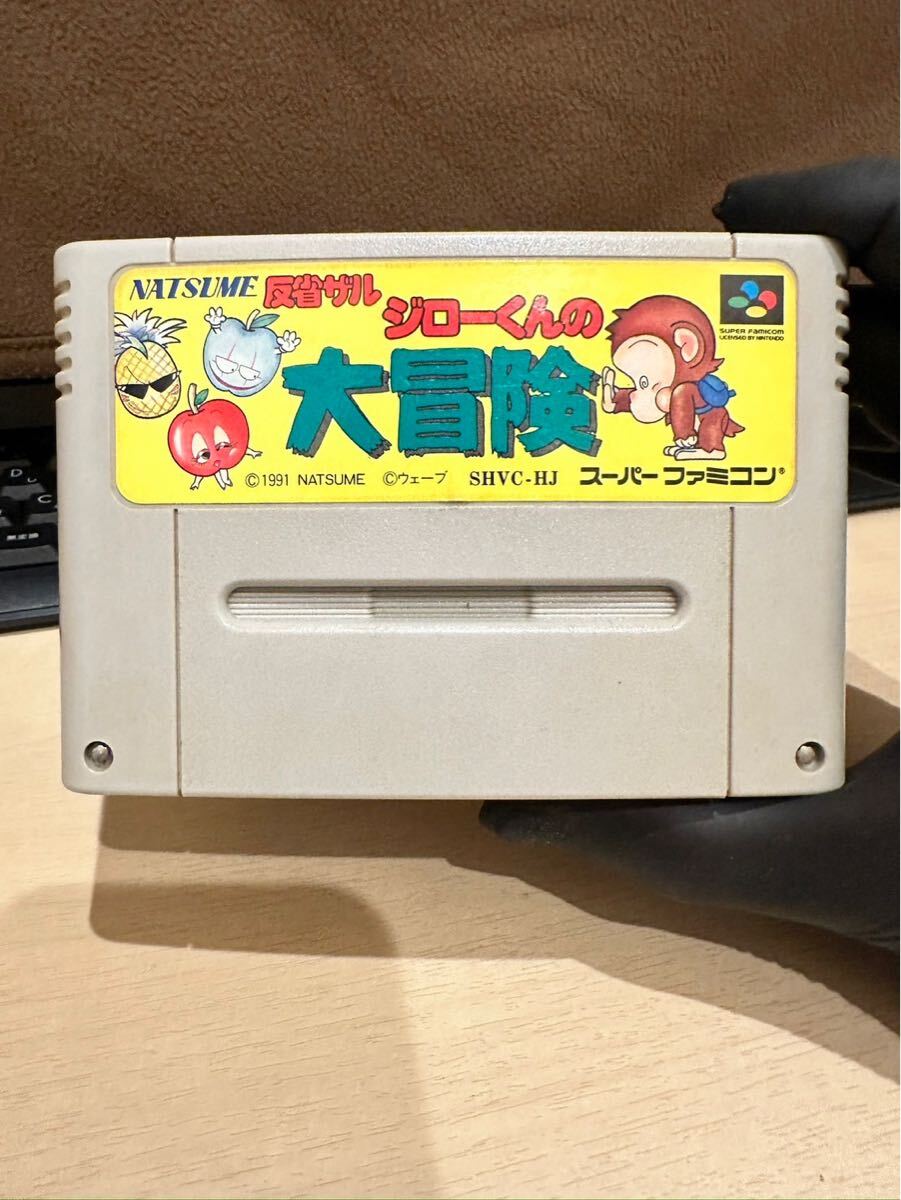 NATSUME
反省ザル
ジローくんの
大冒険
SUPER FAMICOM
LICENSED BY NINTENDO
©1991 NATSUME ©ウェーブ SHVC-HJ スーパーファミコン®